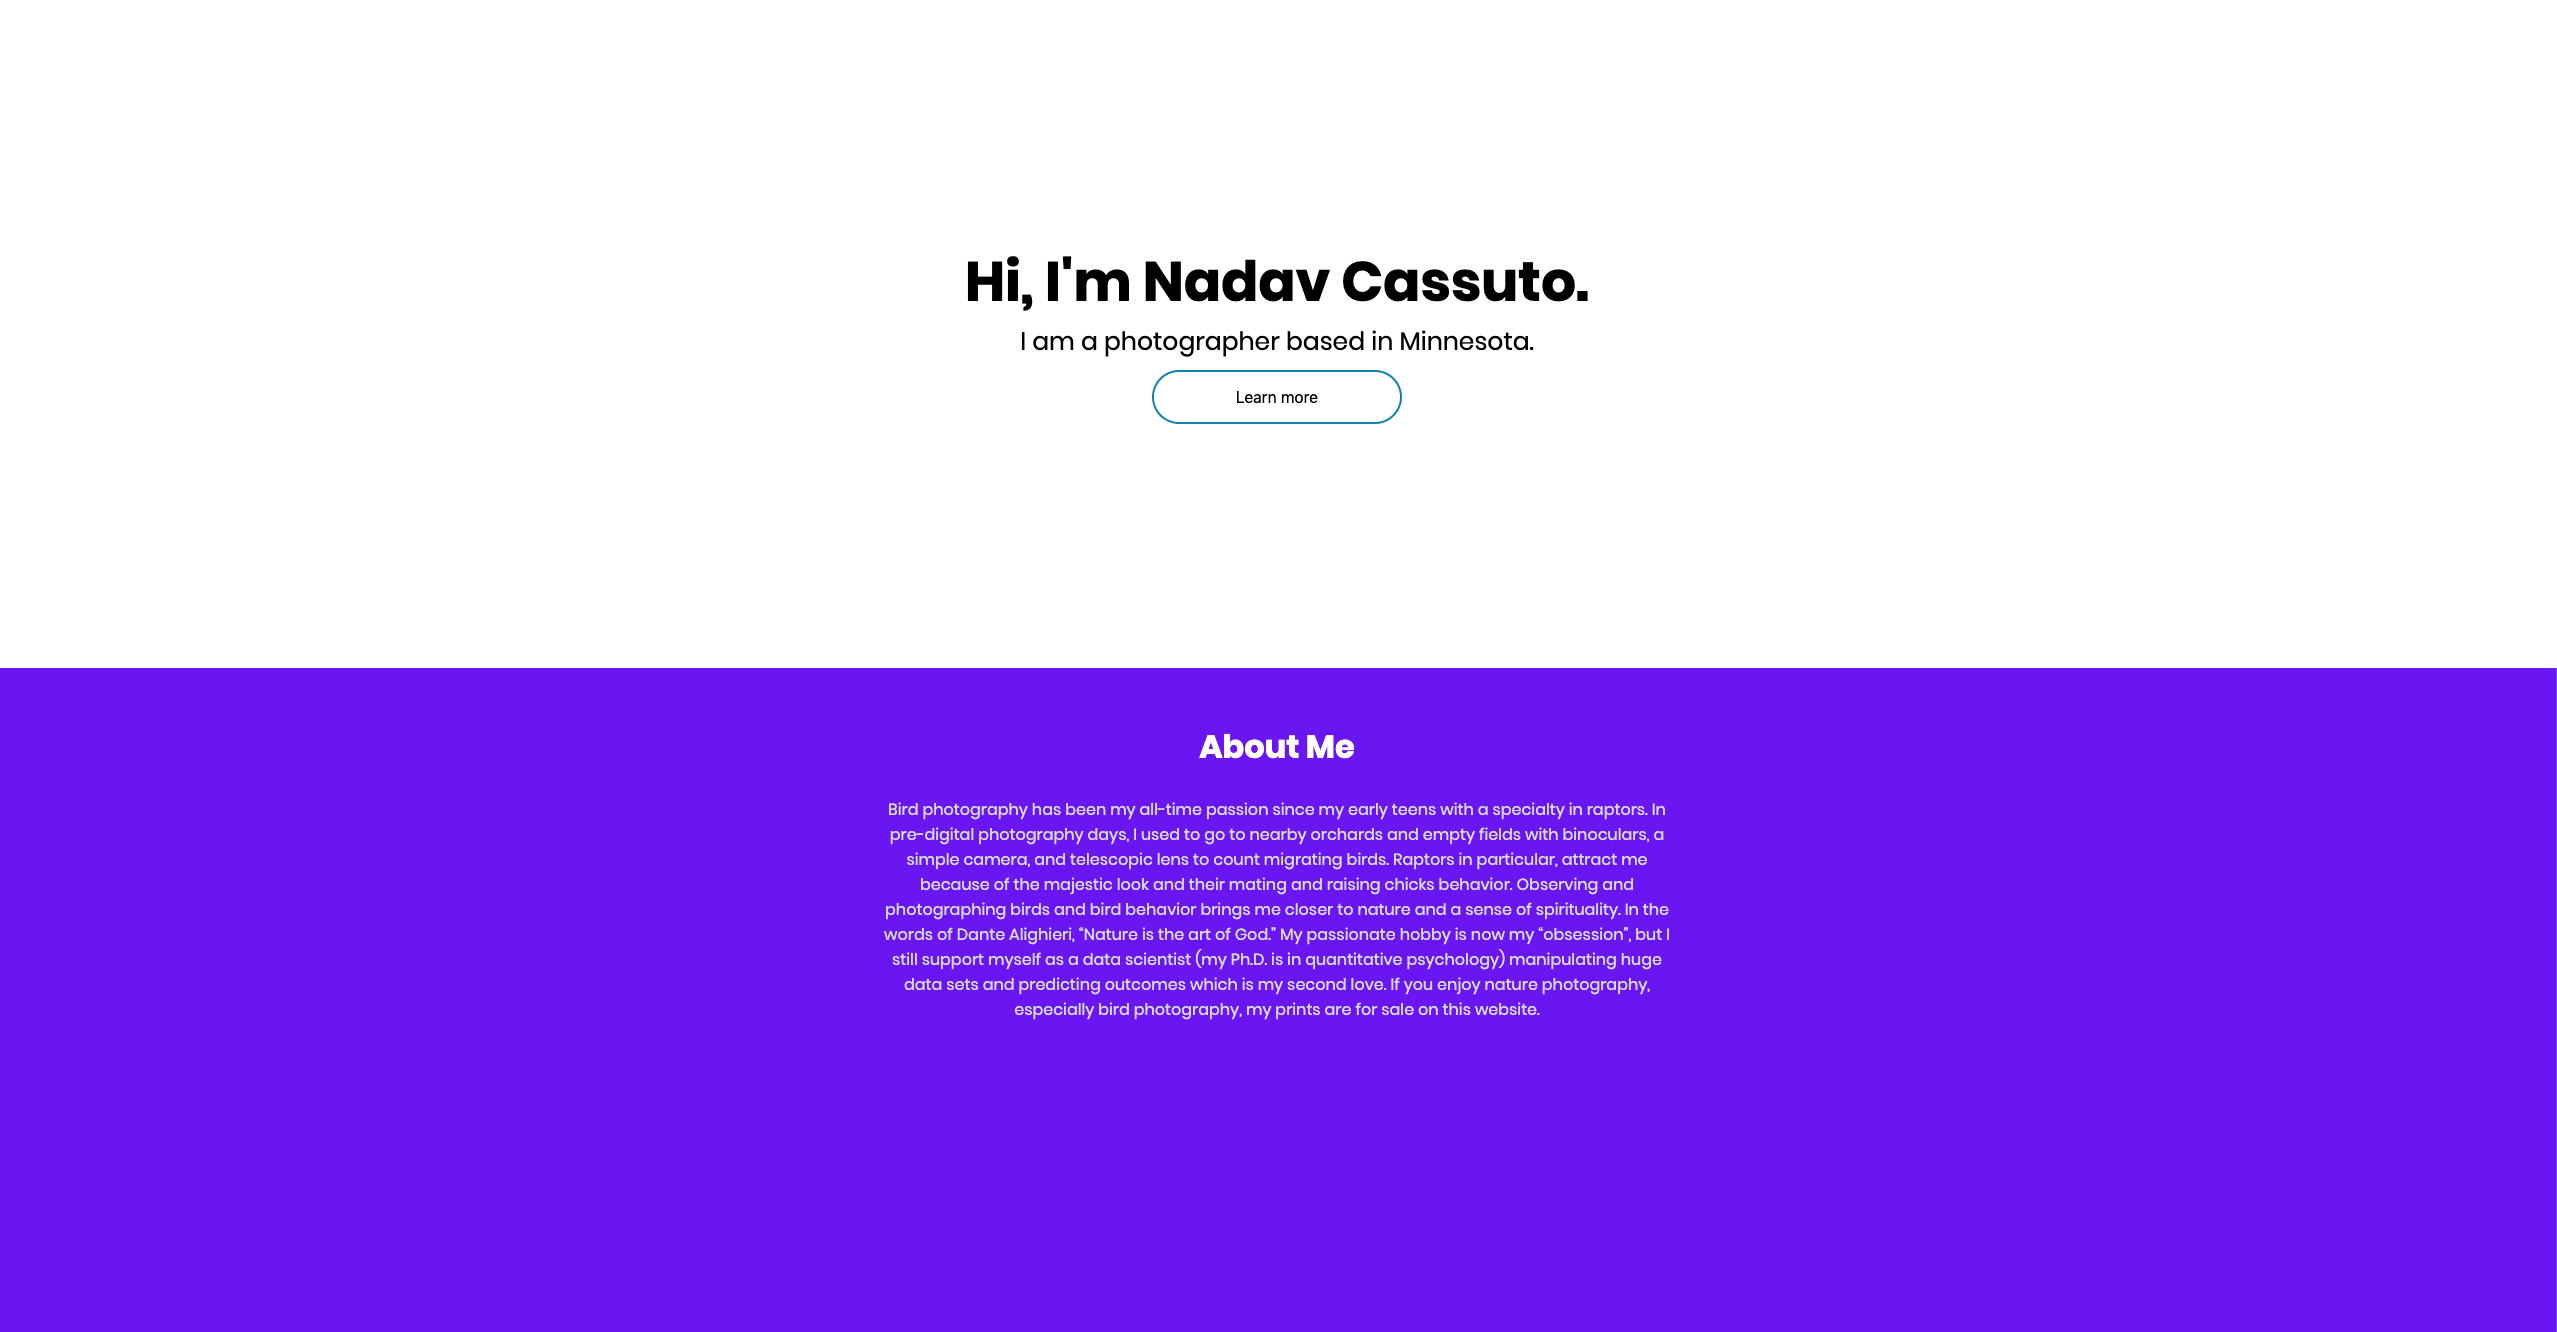 Hi, I'm Nadav Cassuto.
I am a photographer based in Minnesota.
Learn more
About Me
Bird photography has been my all-time passion since my early teens with a specialty in raptors. In
pre-digital photography days, I used to go to nearby orchards and empty fields with binoculars, a
simple camera, and telescopic lens to count migrating birds. Raptors in particular, attract me
because of the majestic look and their mating and raising chicks behavior. Observing and
photographing birds and bird behavior brings me closer to nature and a sense of spirituality. In the
words of Dante Alighieri, “Nature is the art of God.” My passionate hobby is now my “obsession”, but I
still support myself as a data scientist (my Ph.D. is in quantitative psychology) manipulating huge
data sets and predicting outcomes which is my second love. If you enjoy nature photography,
especially bird photography, my prints are for sale on this website.